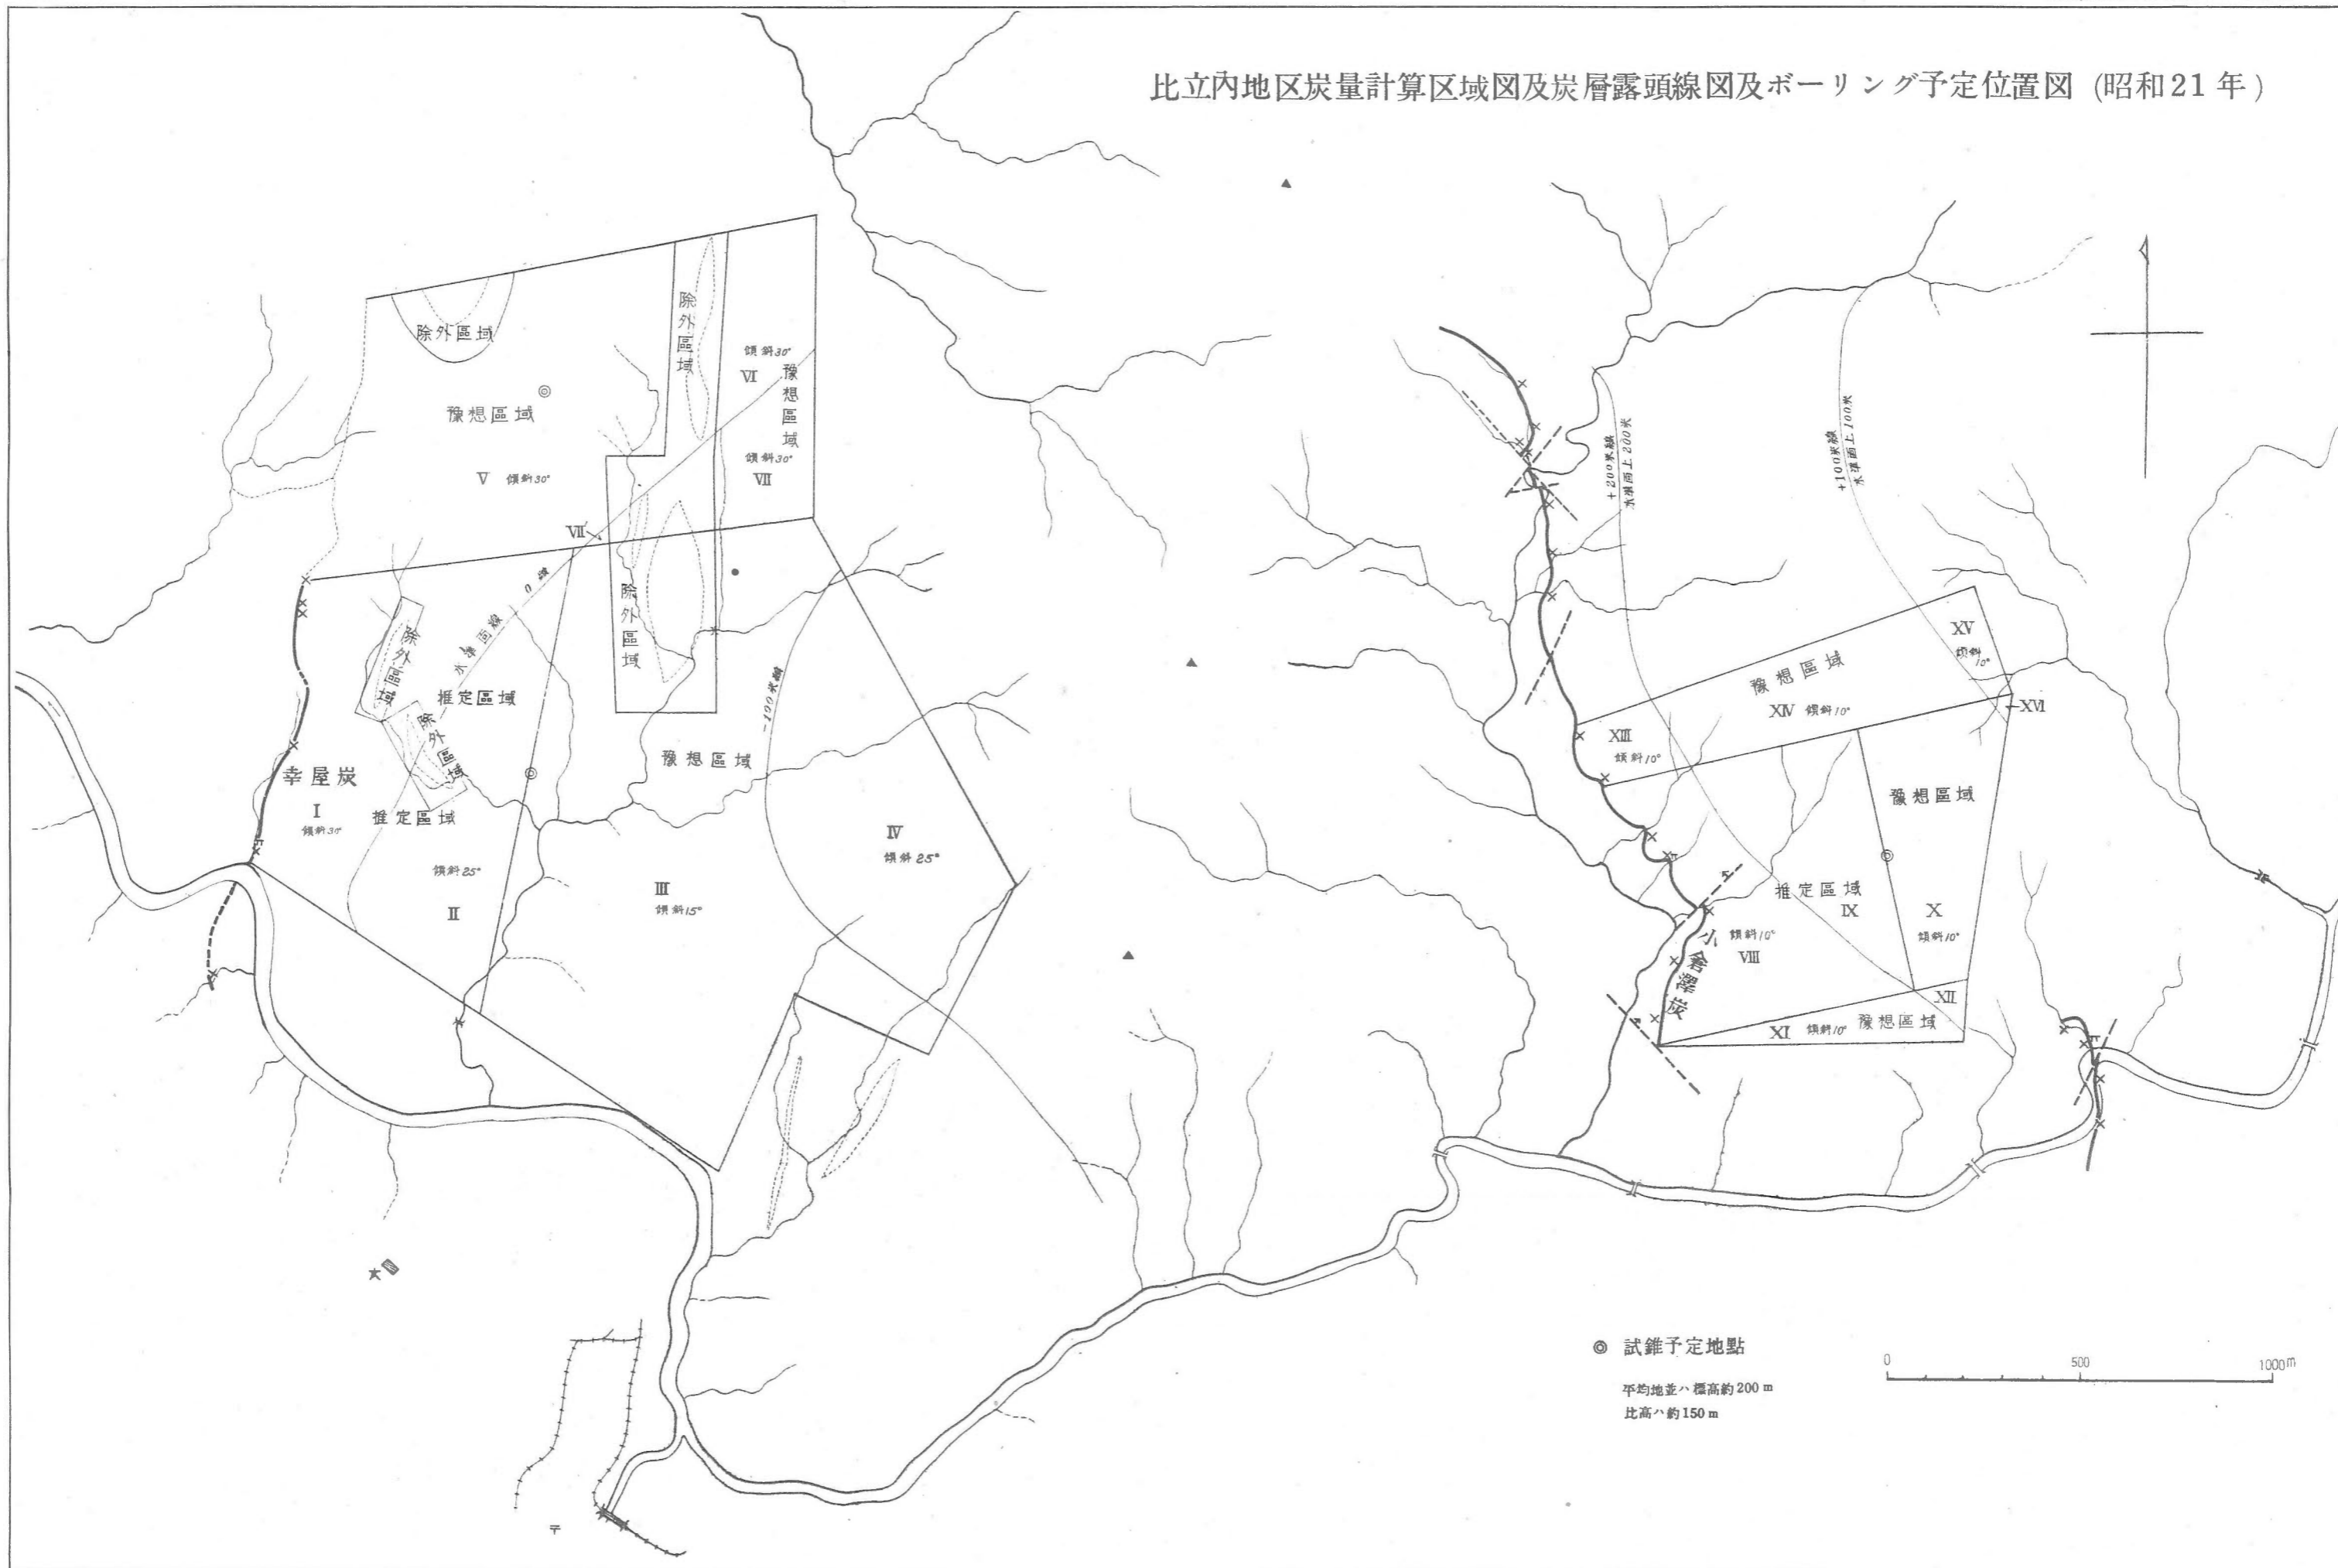 比立内地区炭量計算区域図及炭層露頭線図及ボーリング予定位置図 (昭和21年)
除外區域
除外區域
傾斜30°
VI
豫想區域
豫想區域
傾斜30°
VII
V 傾斜30°
VII
水準面線 0線
除外區域
除外區域
除外區域
推定區域
幸屋炭
I
傾斜30°
推定區域
傾斜25°
II
豫想區域
-100米線
III
傾斜15°
IV
傾斜25°
+200米線
水準面上200米
+100米線
水準面上100米
XV
傾斜10°
豫想區域
XIV 傾斜10°
XVI
XIII
傾斜10°
豫想區域
推定區域
IX
X
傾斜10°
小倉澤炭
傾斜10°
VIII
XII
XI 傾斜10° 豫想區域
◎ 試錐予定地點
平均地並ハ標高約200m
比高ハ約150m
0 500 1000m
〒